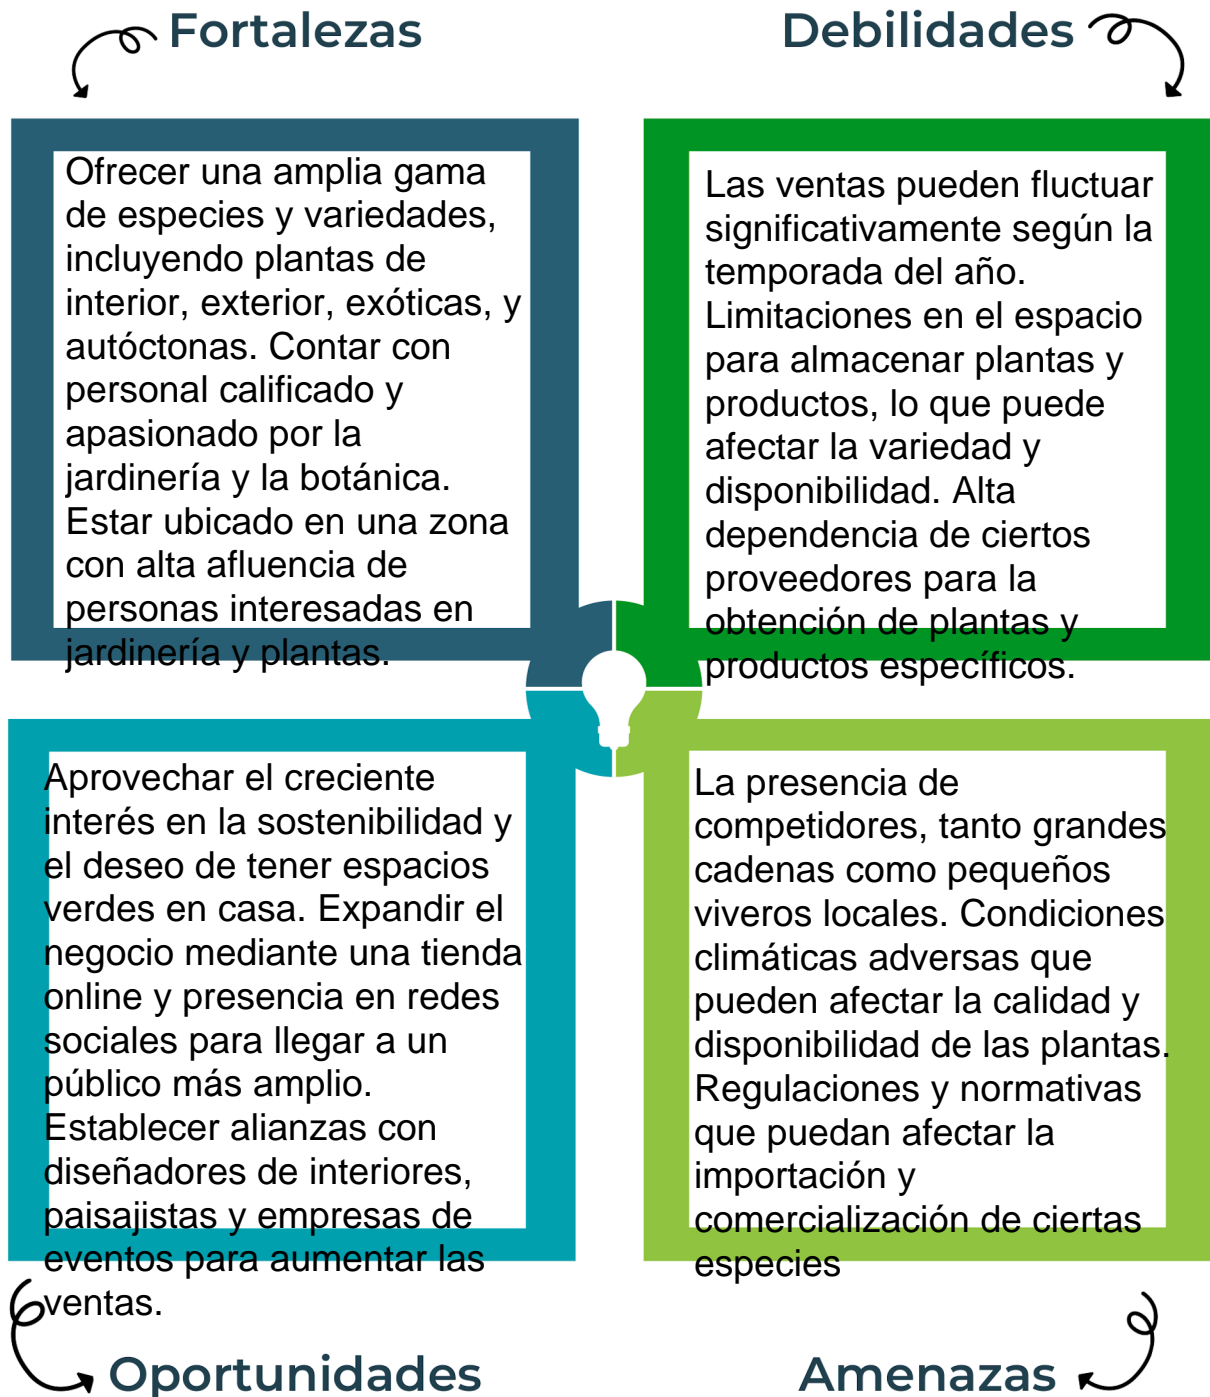 Fortalezas
Ofrecer una amplia gama
de especies y variedades,
incluyendo plantas de
interior, exterior, exóticas, y
autóctonas. Contar con
personal calificado y
apasionado por la
jardinería y la botánica.
Estar ubicado en una zona
con alta afluencia de
personas interesadas en
jardinería y plantas.
Debilidades
Las ventas pueden fluctuar
significativamente según la
temporada del año.
Limitaciones en el espacio
para almacenar plantas y
productos, lo que puede
afectar la variedad y
disponibilidad. Alta
dependencia de ciertos
proveedores para la
obtención de plantas y
productos específicos.
Aprovechar el creciente
interés en la sostenibilidad y
el deseo de tener espacios
verdes en casa. Expandir el
negocio mediante una tienda
online y presencia en redes
sociales para llegar a un
público más amplio.
Establecer alianzas con
diseñadores de interiores,
paisajistas y empresas de
eventos para aumentar las
ventas.
Oportunidades
La presencia de
competidores, tanto grandes
cadenas como pequeños
viveros locales. Condiciones
climáticas adversas que
pueden afectar la calidad y
disponibilidad de las plantas.
Regulaciones y normativas
que puedan afectar la
importación y
comercialización de ciertas
especies
Amenazas